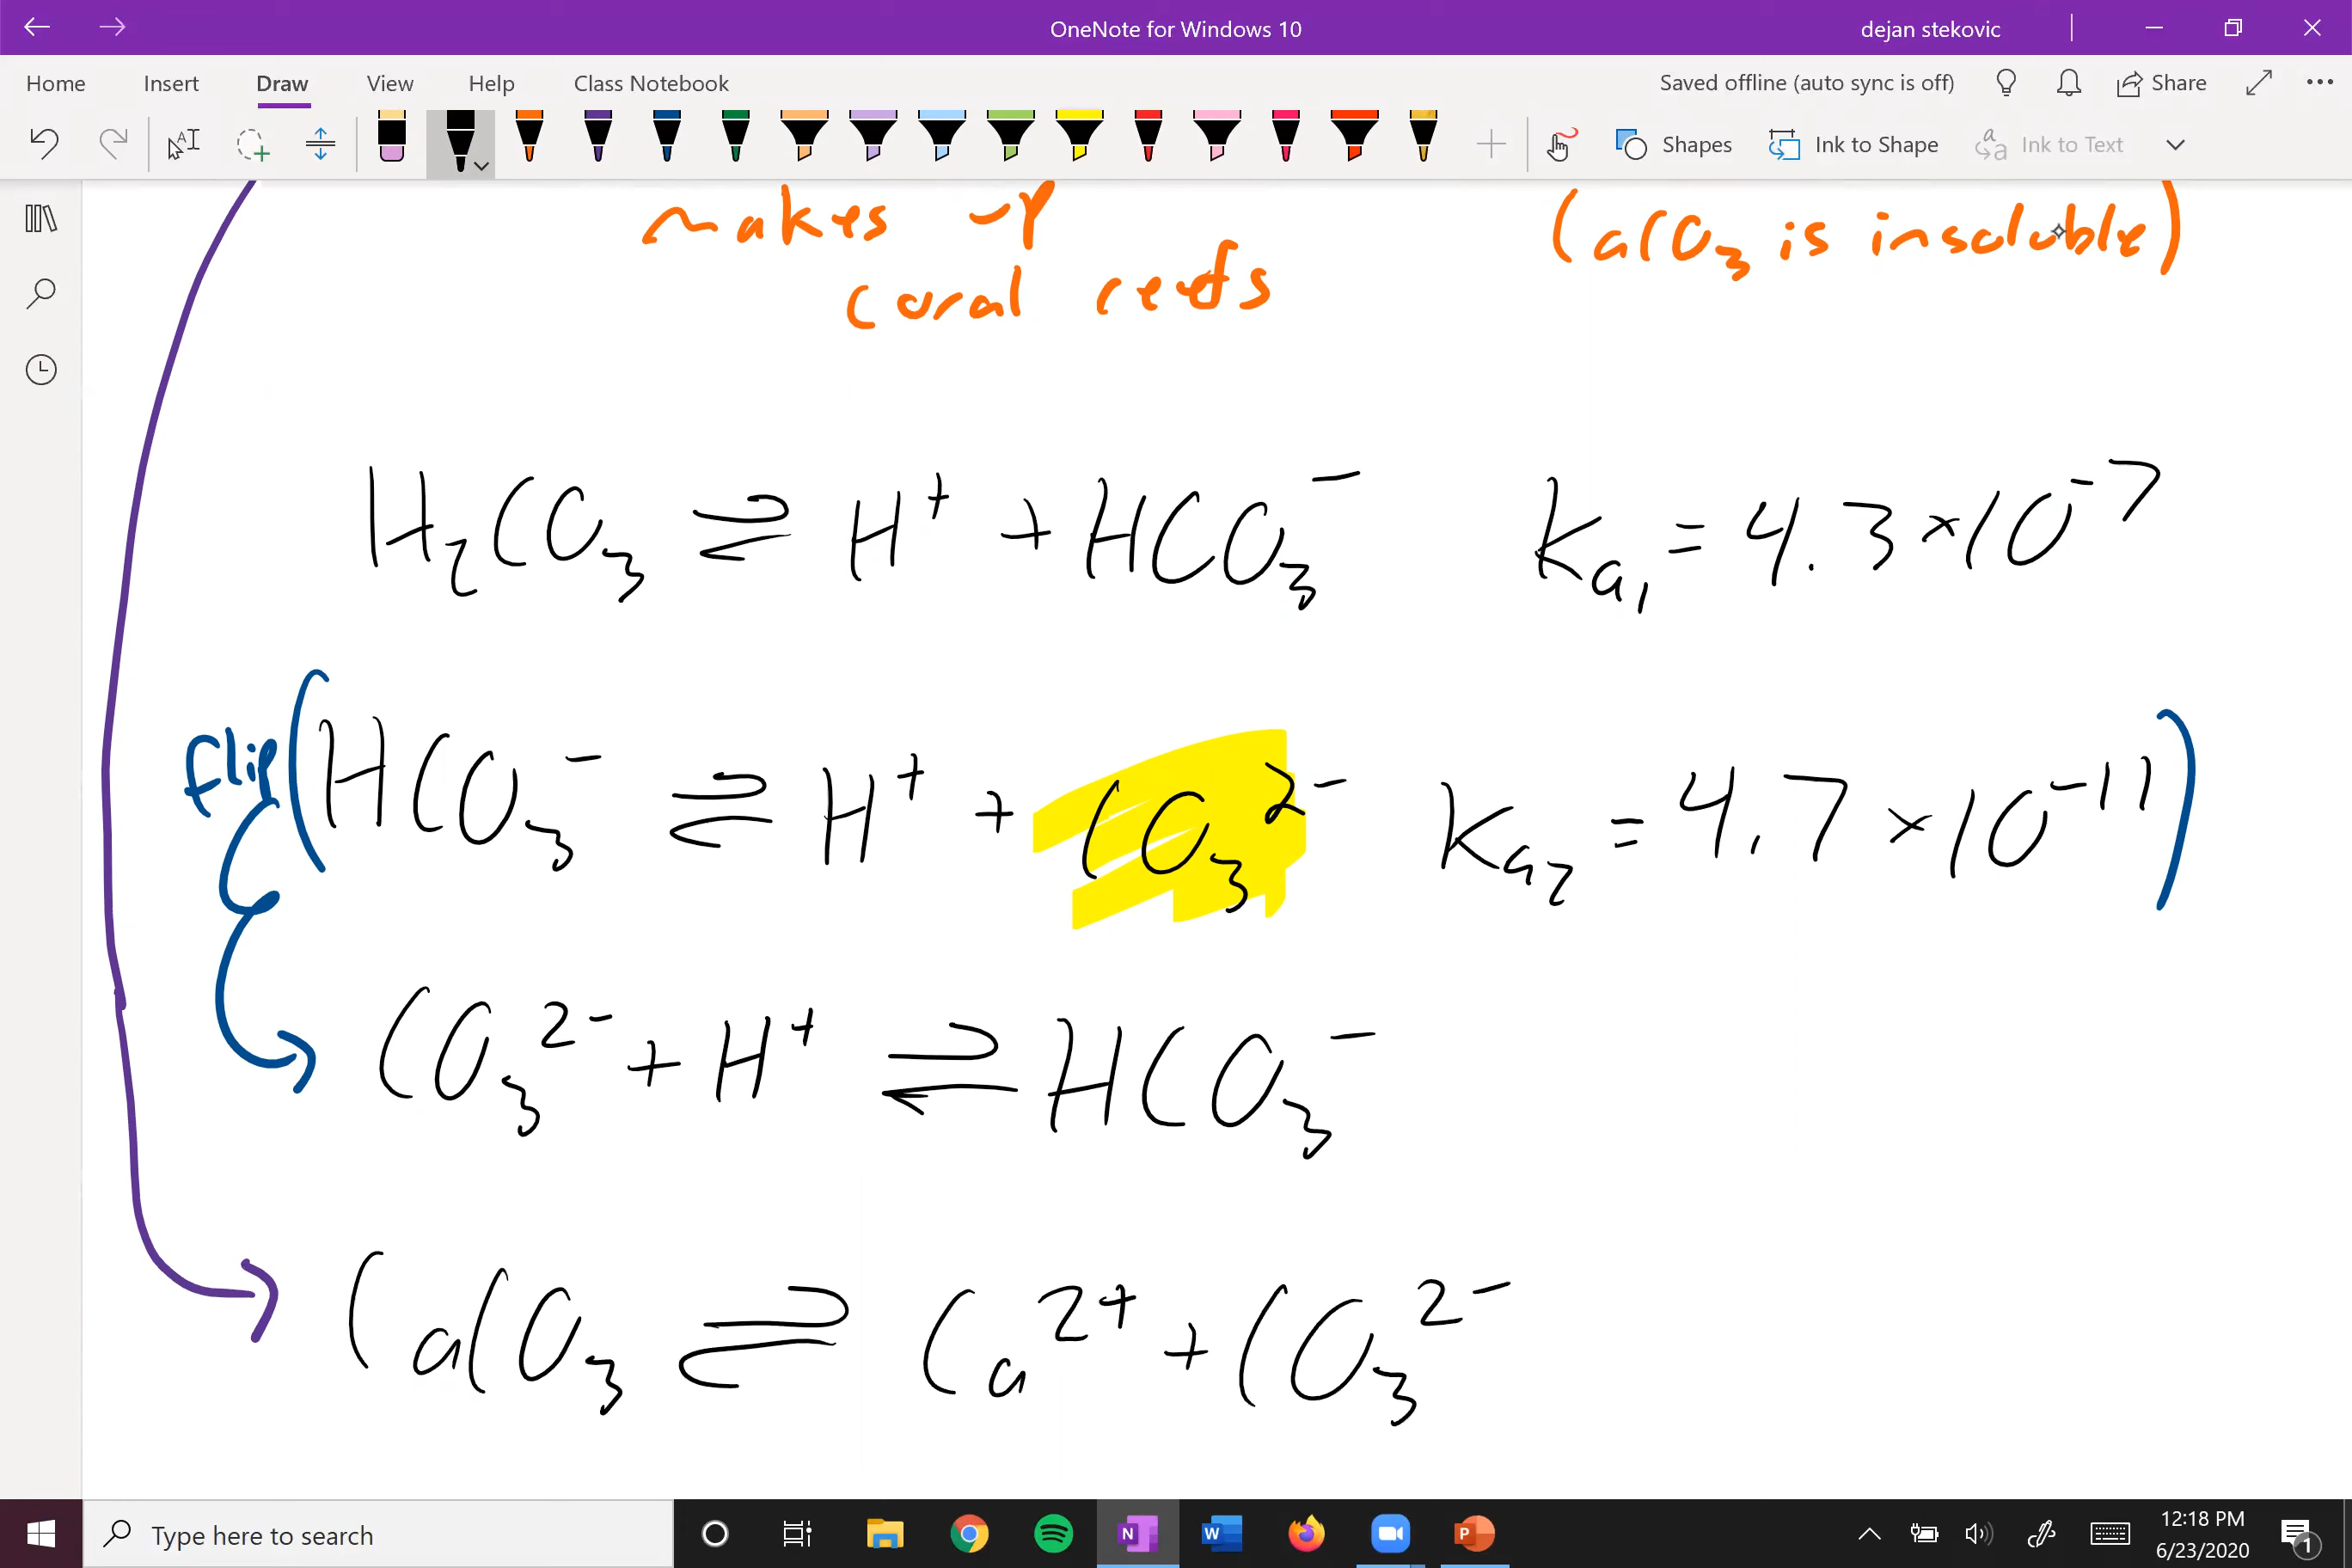 OneNote for Windows 10
dejan stekovic
Home Insert Draw View Help Class Notebook
Saved offline (auto sync is off) Share
Shapes Ink to Shape Ink to Text
makes up
coral reefs
CaCO₃ is insoluble)
H₂CO₃ ⇌ H⁺ + HCO₃⁻ Ka₁ = 4.3 × 10⁻⁷
flip (HCO₃⁻ ⇌ H⁺ + CO₃²⁻ Ka₂ = 4.7 × 10⁻¹¹)
CO₃²⁻ + H⁺ ⇌ HCO₃⁻
CaCO₃ ⇌ Ca²⁺ + CO₃²⁻
Type here to search
12:18 PM
6/23/2020
1